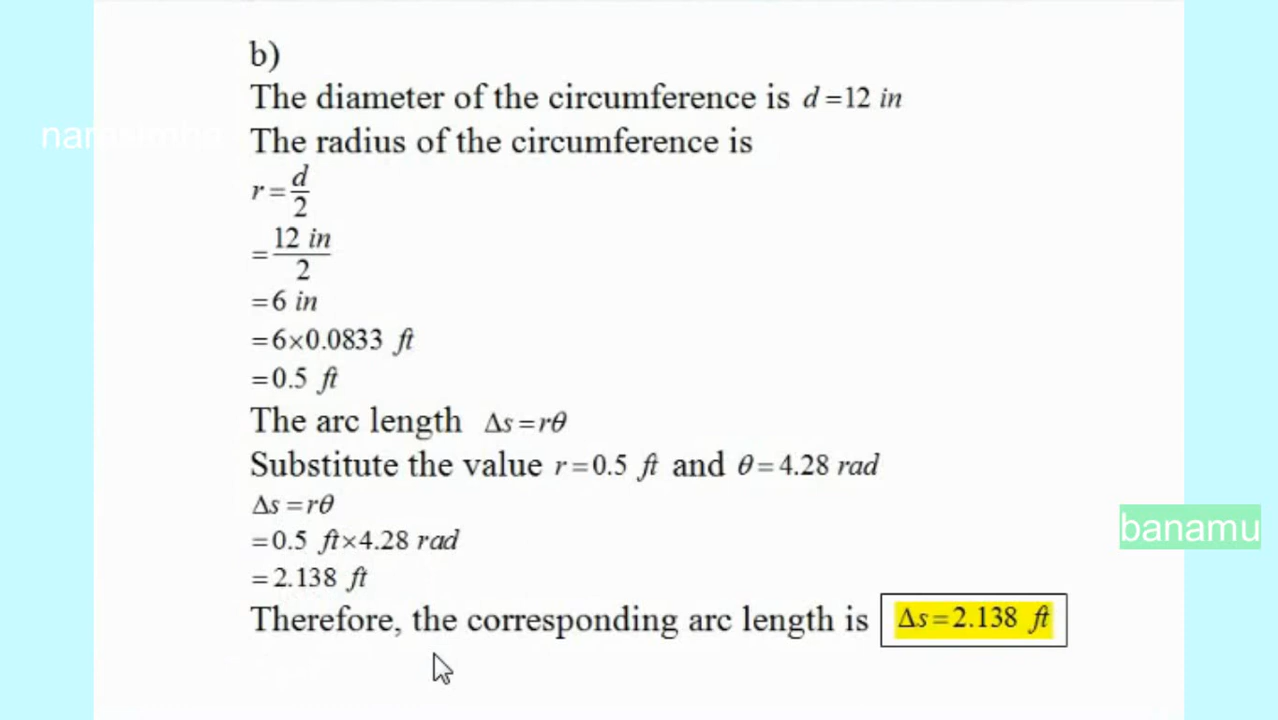 b)
The diameter of the circumference is d=12 in
The radius of the circumference is
r = d/2
= 12 in/2
=6 in
=6×0.0833 ft
=0.5 ft
The arc length Δs=rθ
Substitute the value r=0.5 ft and θ=4.28 rad
Δs=rθ
=0.5 ft×4.28 rad
=2.138 ft
Therefore, the corresponding arc length is Δs=2.138 ft
banamu